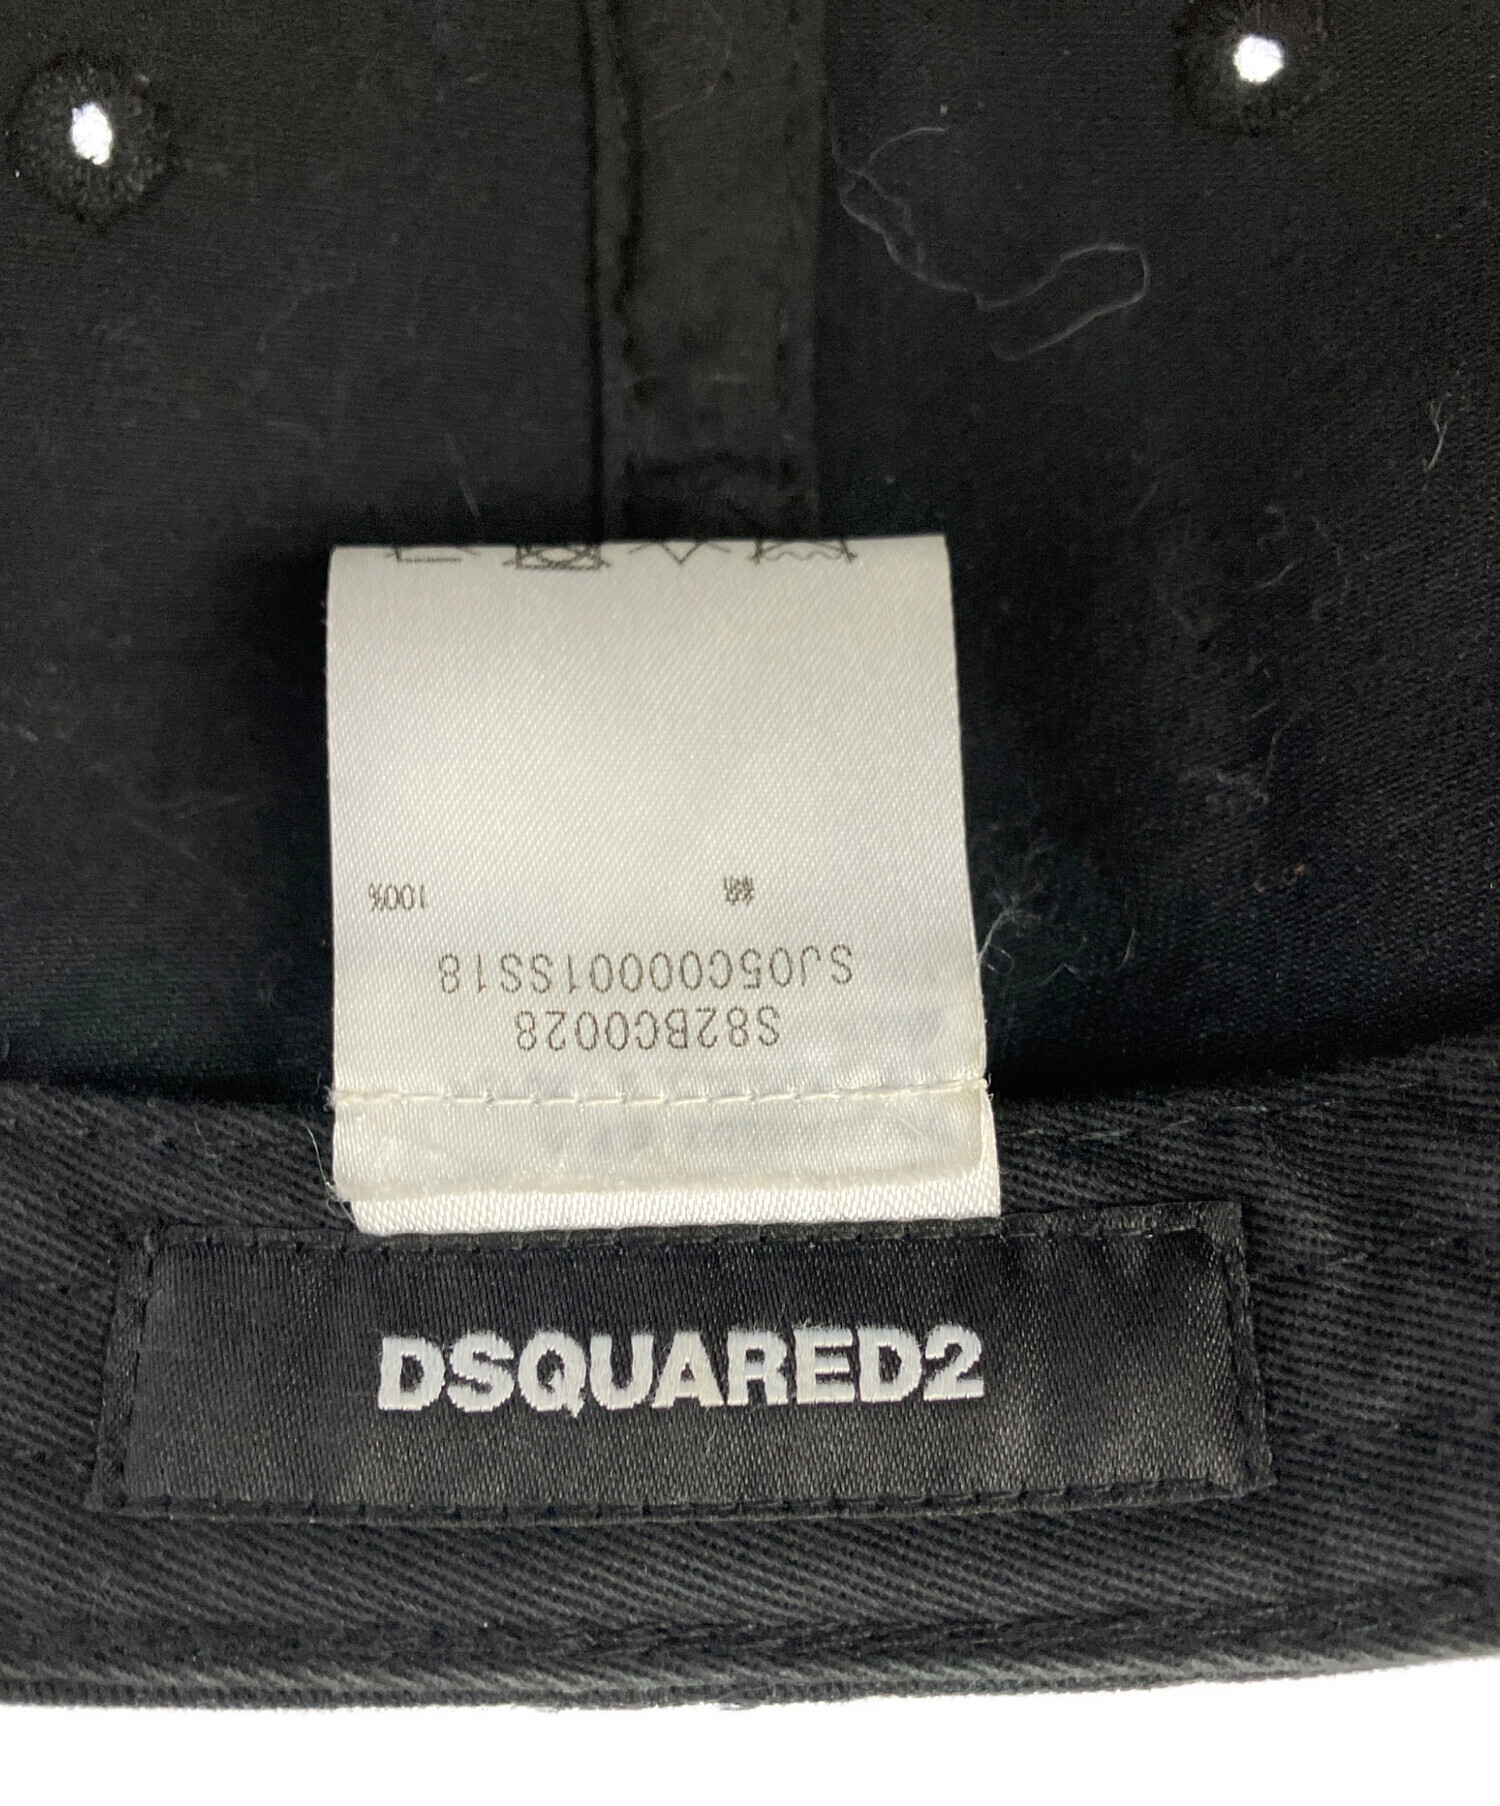 S82BC0028
SJ05C00001SS18
綿 100%
DSQUARED2